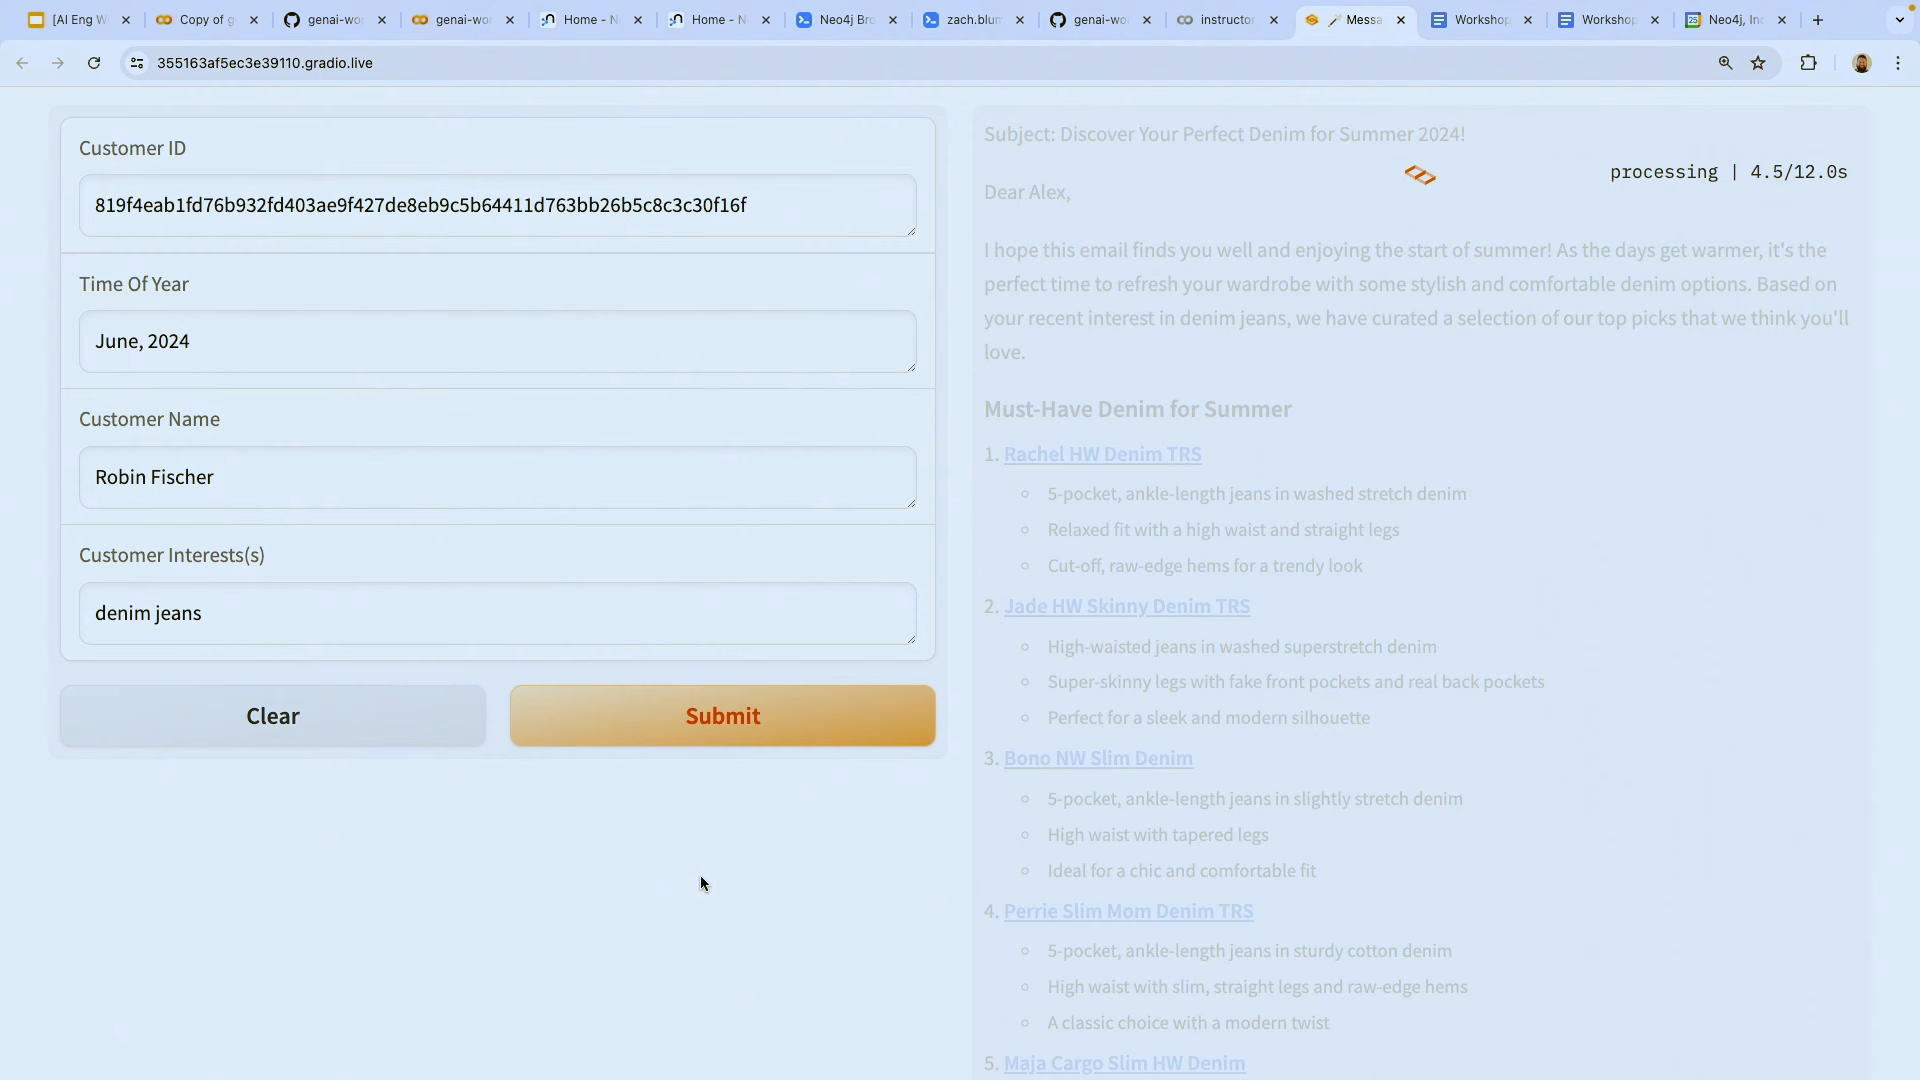 [AI Eng W
Copy of g
genai-wo
genai-wo
Home - N
Home - N
Neo4j Bro
zach.blum
genai-wo
instructor
Messa
Workshop
Workshop
Neo4j, Inc
355163af5ec3e39110.gradio.live
Customer ID
819f4eab1fd76b932fd403ae9f427de8eb9c5b64411d763bb26b5c8c3c30f16f
Time Of Year
June, 2024
Customer Name
Robin Fischer
Customer Interests(s)
denim jeans
Clear
Submit
Subject: Discover Your Perfect Denim for Summer 2024!
processing | 4.5/12.0s
Dear Alex,
I hope this email finds you well and enjoying the start of summer! As the days get warmer, it's the
perfect time to refresh your wardrobe with some stylish and comfortable denim options. Based on
your recent interest in denim jeans, we have curated a selection of our top picks that we think you'll
love.
Must-Have Denim for Summer
1. Rachel HW Denim TRS
5-pocket, ankle-length jeans in washed stretch denim
Relaxed fit with a high waist and straight legs
Cut-off, raw-edge hems for a trendy look
2. Jade HW Skinny Denim TRS
High-waisted jeans in washed superstretch denim
Super-skinny legs with fake front pockets and real back pockets
Perfect for a sleek and modern silhouette
3. Bono NW Slim Denim
5-pocket, ankle-length jeans in slightly stretch denim
High waist with tapered legs
Ideal for a chic and comfortable fit
4. Perrie Slim Mom Denim TRS
5-pocket, ankle-length jeans in sturdy cotton denim
High waist with slim, straight legs and raw-edge hems
A classic choice with a modern twist
5. Maja Cargo Slim HW Denim